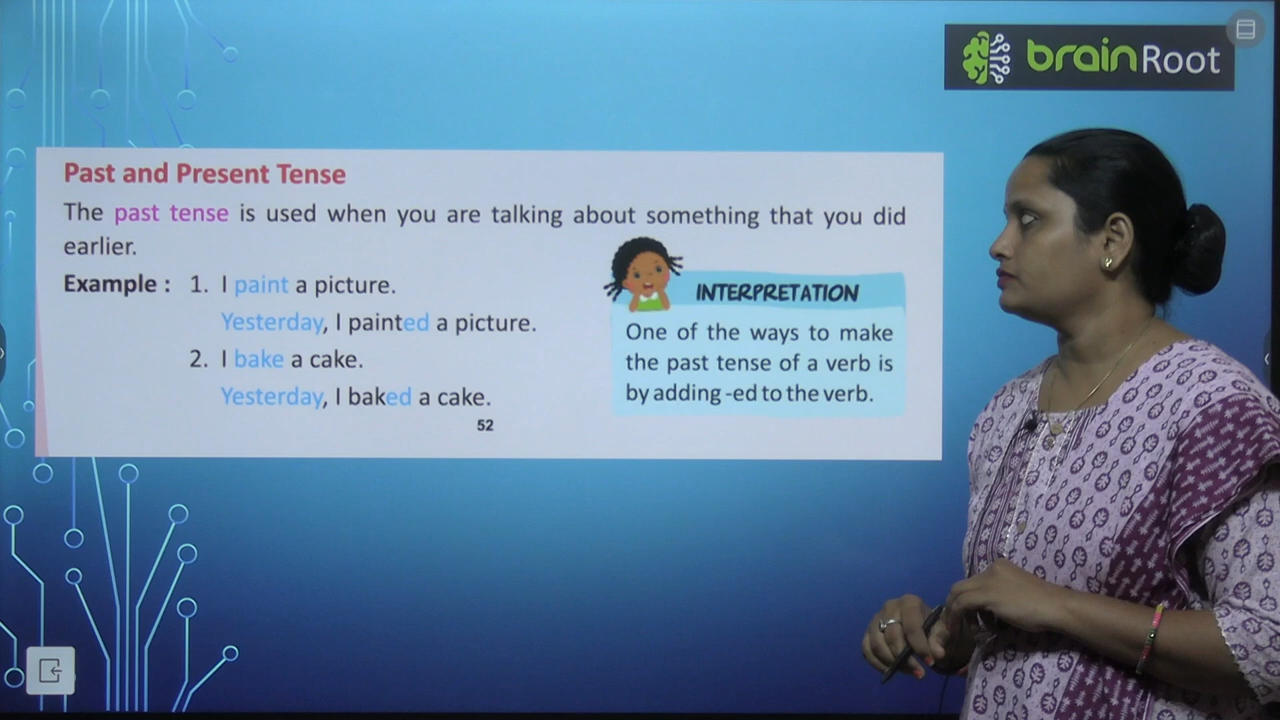 brainRoot
Past and Present Tense
The past tense is used when you are talking about something that you did
earlier.
Example : 1. I paint a picture.
Yesterday, I painted a picture.
2. I bake a cake.
Yesterday, I baked a cake.
52
INTERPRETATION
One of the ways to make
the past tense of a verb is
by adding -ed to the verb.